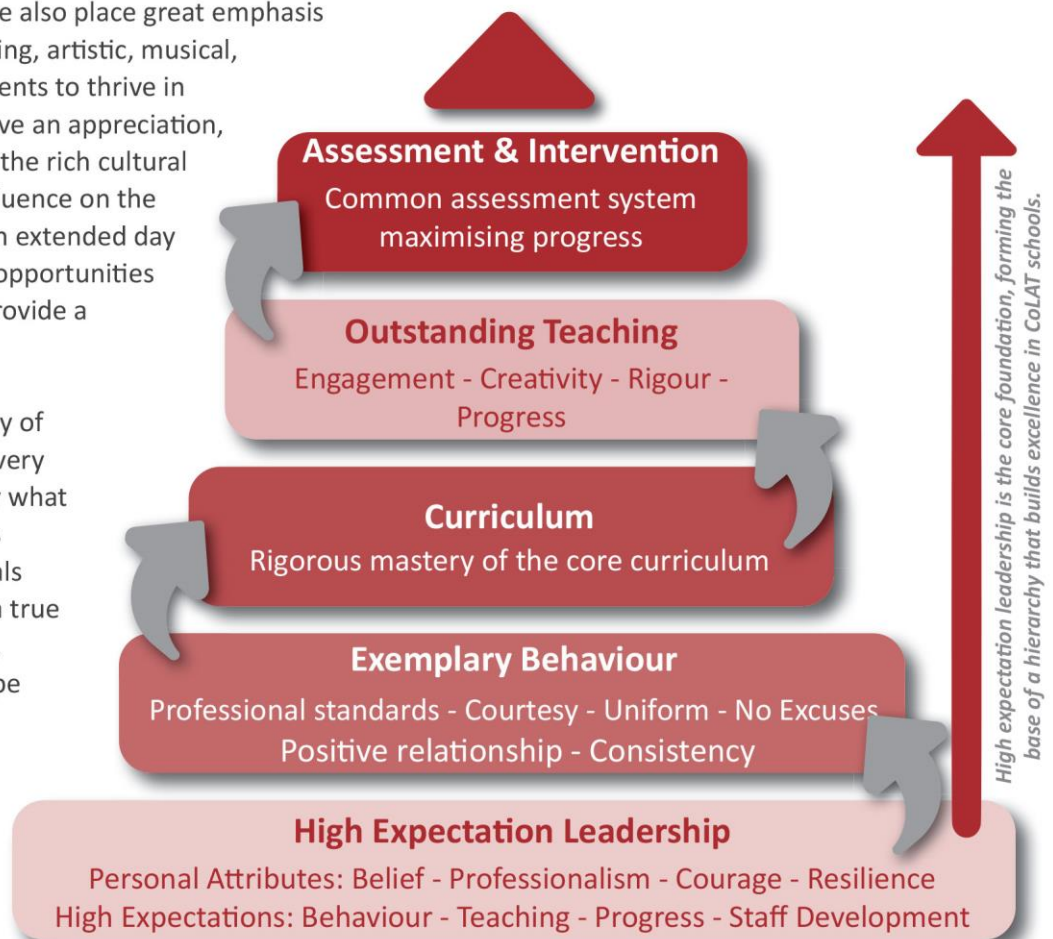 e also place great emphasis
ing, artistic, musical,
ents to thrive in
ve an appreciation,
the rich cultural
uence on the
n extended day
opportunities
rovide a
y of
very
what
als
true
be
Assessment & Intervention
Common assessment system
maximising progress
Outstanding Teaching
Engagement - Creativity - Rigour -
Progress
Curriculum
Rigorous mastery of the core curriculum
Exemplary Behaviour
Professional standards - Courtesy - Uniform - No Excuses
Positive relationship - Consistency
High Expectation Leadership
Personal Attributes: Belief - Professionalism - Courage - Resilience
High Expectations: Behaviour - Teaching - Progress - Staff Development
High expectation leadership is the core foundation, forming the
base of a hierarchy that builds excellence in CoLAT schools.